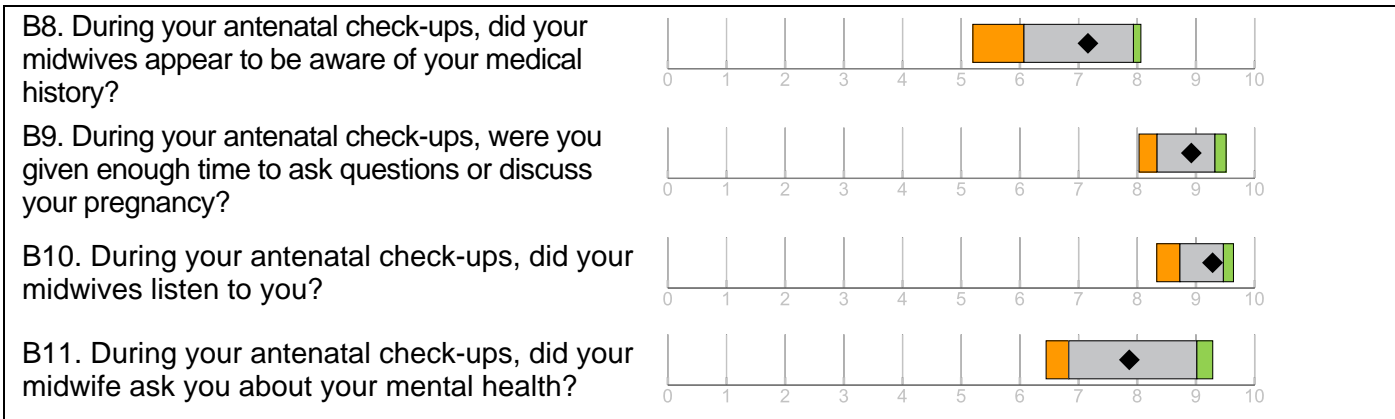 B8. During your antenatal check-ups, did your
midwives appear to be aware of your medical
history?
0 1 2 3 4 5 6 7 8 9 10
B9. During your antenatal check-ups, were you
given enough time to ask questions or discuss
your pregnancy?
0 1 2 3 4 5 6 7 8 9 10
B10. During your antenatal check-ups, did your
midwives listen to you?
0 1 2 3 4 5 6 7 8 9 10
B11. During your antenatal check-ups, did your
midwife ask you about your mental health?
0 1 2 3 4 5 6 7 8 9 10